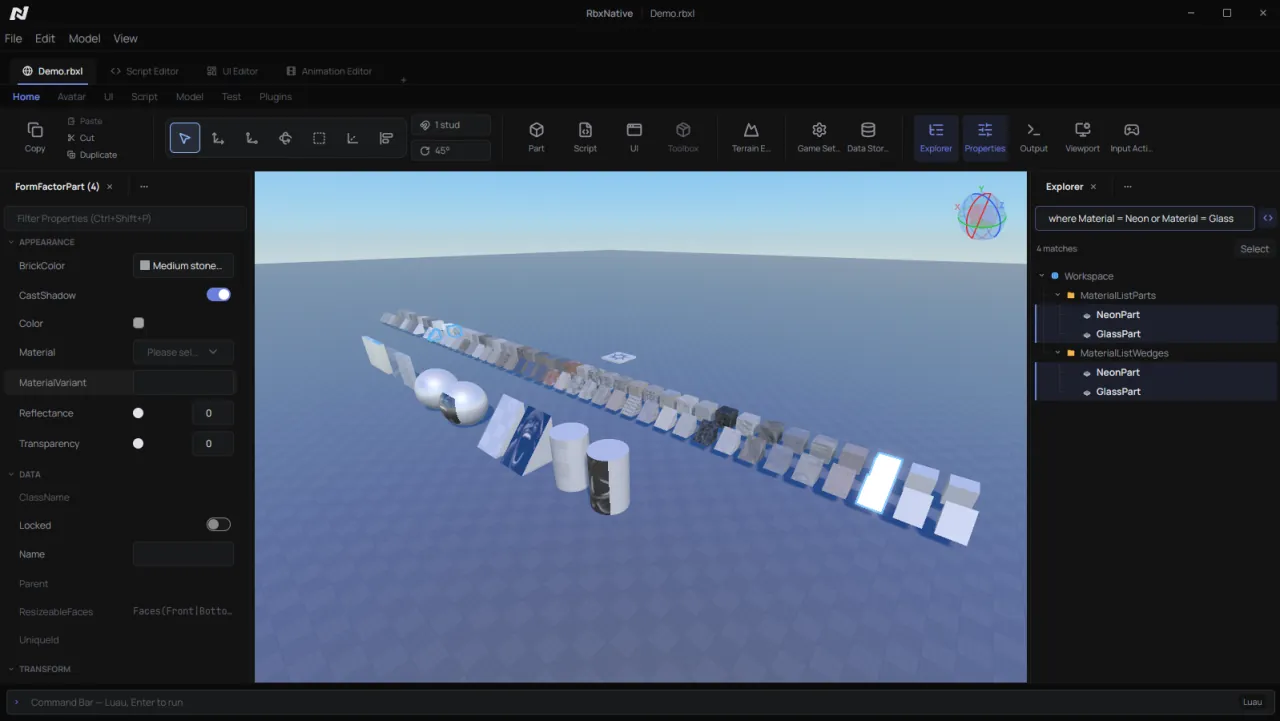 RbxNative Demo.rbxl
File Edit Model View
Demo.rbxl Script Editor UI Editor Animation Editor +
Home Avatar UI Script Model Test Plugins
Copy
Paste
Cut
Duplicate
1 stud
45°
Part Script UI Toolbox Terrain E... Game Set... Data Stor... Explorer Properties Output Viewport Input Acti...
FormFactorPart (4) × ...
Filter Properties (Ctrl+Shift+P)
APPEARANCE
BrickColor Medium stone...
CastShadow
Color
Material Please sel...
MaterialVariant
Reflectance 0
Transparency 0
DATA
ClassName
Locked
Name
Parent
ResizeableFaces Faces(Front|Botto...
UniqueId
TRANSFORM
X Y Z
Explorer × ...
where Material = Neon or Material = Glass <>
4 matches Select
Workspace
MaterialListParts
NeonPart
GlassPart
MaterialListWedges
NeonPart
GlassPart
> Command Bar — Luau, Enter to run Luau